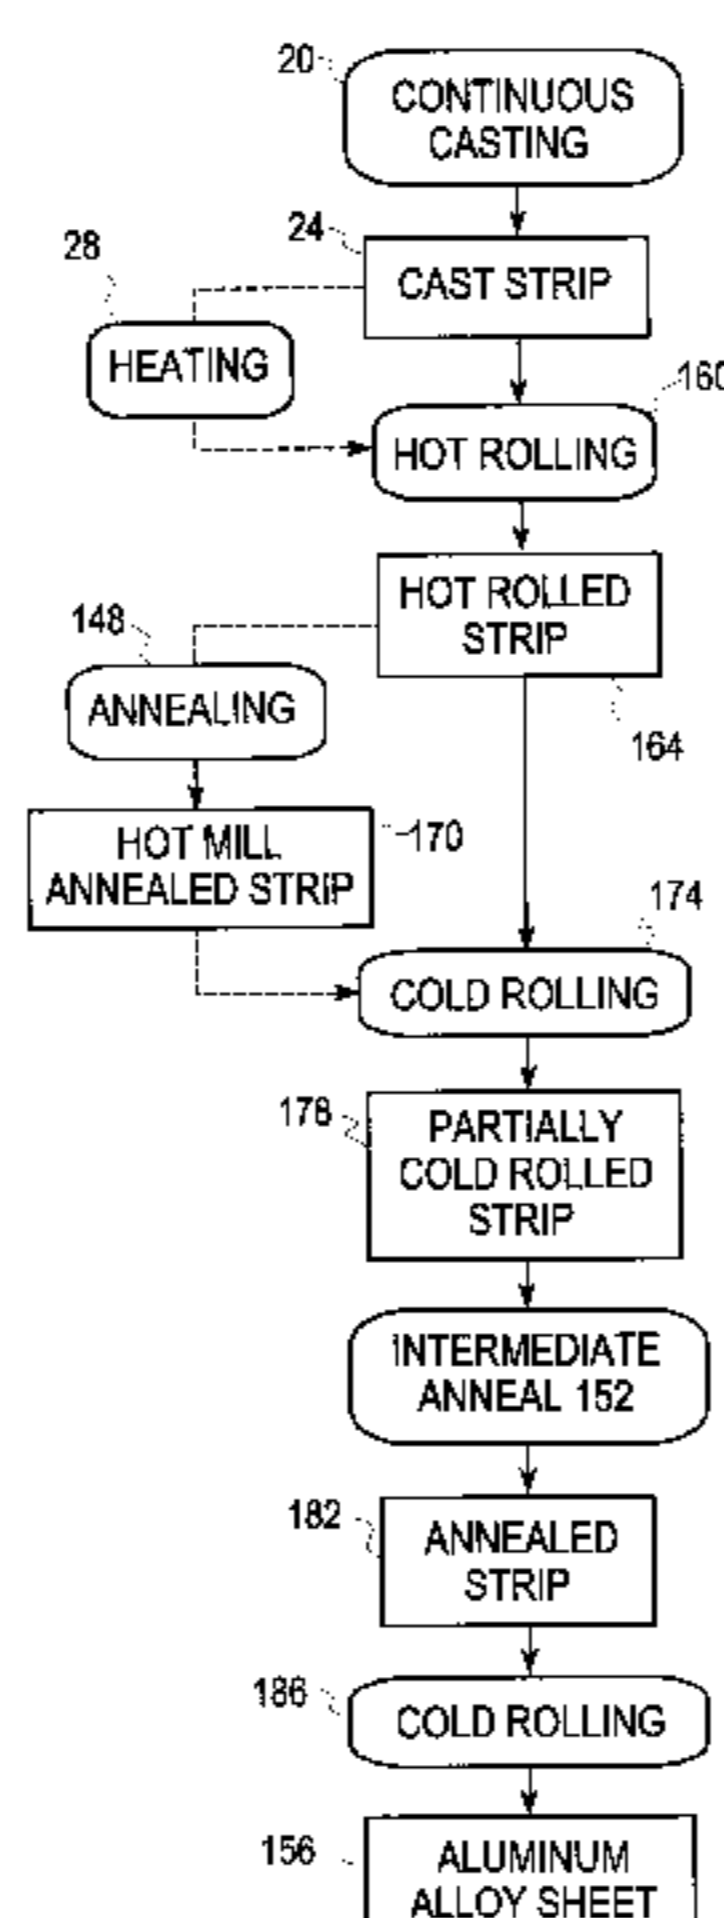 20
CONTINUOUS
CASTING
24
CAST STRIP
28
HEATING
160
HOT ROLLING
HOT ROLLED
STRIP
164
148
ANNEALING
HOT MILL
ANNEALED STRIP
170
174
COLD ROLLING
178
PARTIALLY
COLD ROLLED
STRIP
INTERMEDIATE
ANNEAL 152
182
ANNEALED
STRIP
186
COLD ROLLING
156
ALUMINUM
ALLOY SHEET